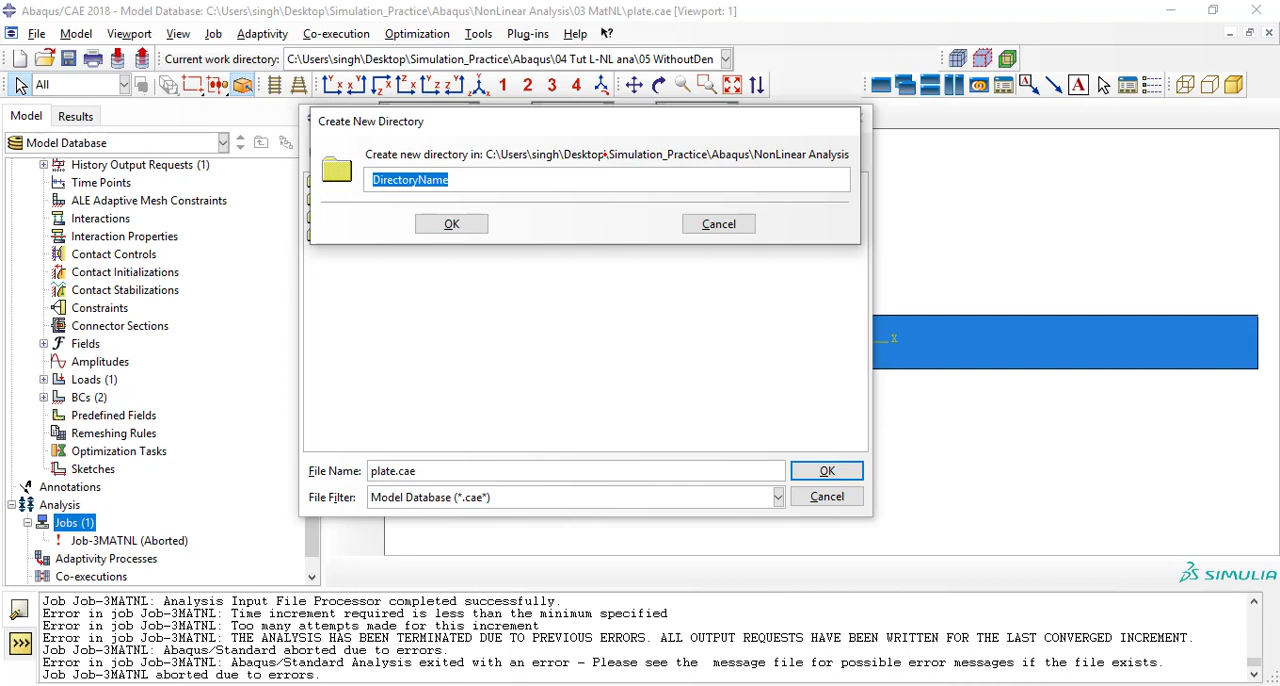 Abaqus/CAE 2018 - Model Database: C:\Users\singh\Desktop\Simulation_Practice\Abaqus\NonLinear Analysis\03 MatNL\plate.cae [Viewport: 1]
File Model Viewport View Job Adaptivity Co-execution Optimization Tools Plug-ins Help
Current work directory: C:\Users\singh\Desktop\Simulation_Practice\Abaqus\04 Tut L-NL ana\05 WithoutDen
All 1 2 3 4 A
Model Results
Model Database
History Output Requests (1)
Time Points
ALE Adaptive Mesh Constraints
Interactions
Interaction Properties
Contact Controls
Contact Initializations
Contact Stabilizations
Constraints
Connector Sections
Fields
Amplitudes
Loads (1)
BCs (2)
Predefined Fields
Remeshing Rules
Optimization Tasks
Sketches
Annotations
Analysis
Jobs (1)
Job-3MATNL (Aborted)
Adaptivity Processes
Co-executions
Create New Directory
Create new directory in: C:\Users\singh\Desktop\Simulation_Practice\Abaqus\NonLinear Analysis
DirectoryName
OK Cancel
File Name: plate.cae OK
File Filter: Model Database (*.cae*) Cancel
X
SIMULIA
Job Job-3MATNL: Analysis Input File Processor completed successfully.
Error in job Job-3MATNL: Time increment required is less than the minimum specified
Error in job Job-3MATNL: Too many attempts made for this increment
Error in job Job-3MATNL: THE ANALYSIS HAS BEEN TERMINATED DUE TO PREVIOUS ERRORS. ALL OUTPUT REQUESTS HAVE BEEN WRITTEN FOR THE LAST CONVERGED INCREMENT.
Job Job-3MATNL: Abaqus/Standard aborted due to errors.
Error in job Job-3MATNL: Abaqus/Standard Analysis exited with an error - Please see the message file for possible error messages if the file exists.
Job Job-3MATNL aborted due to errors.